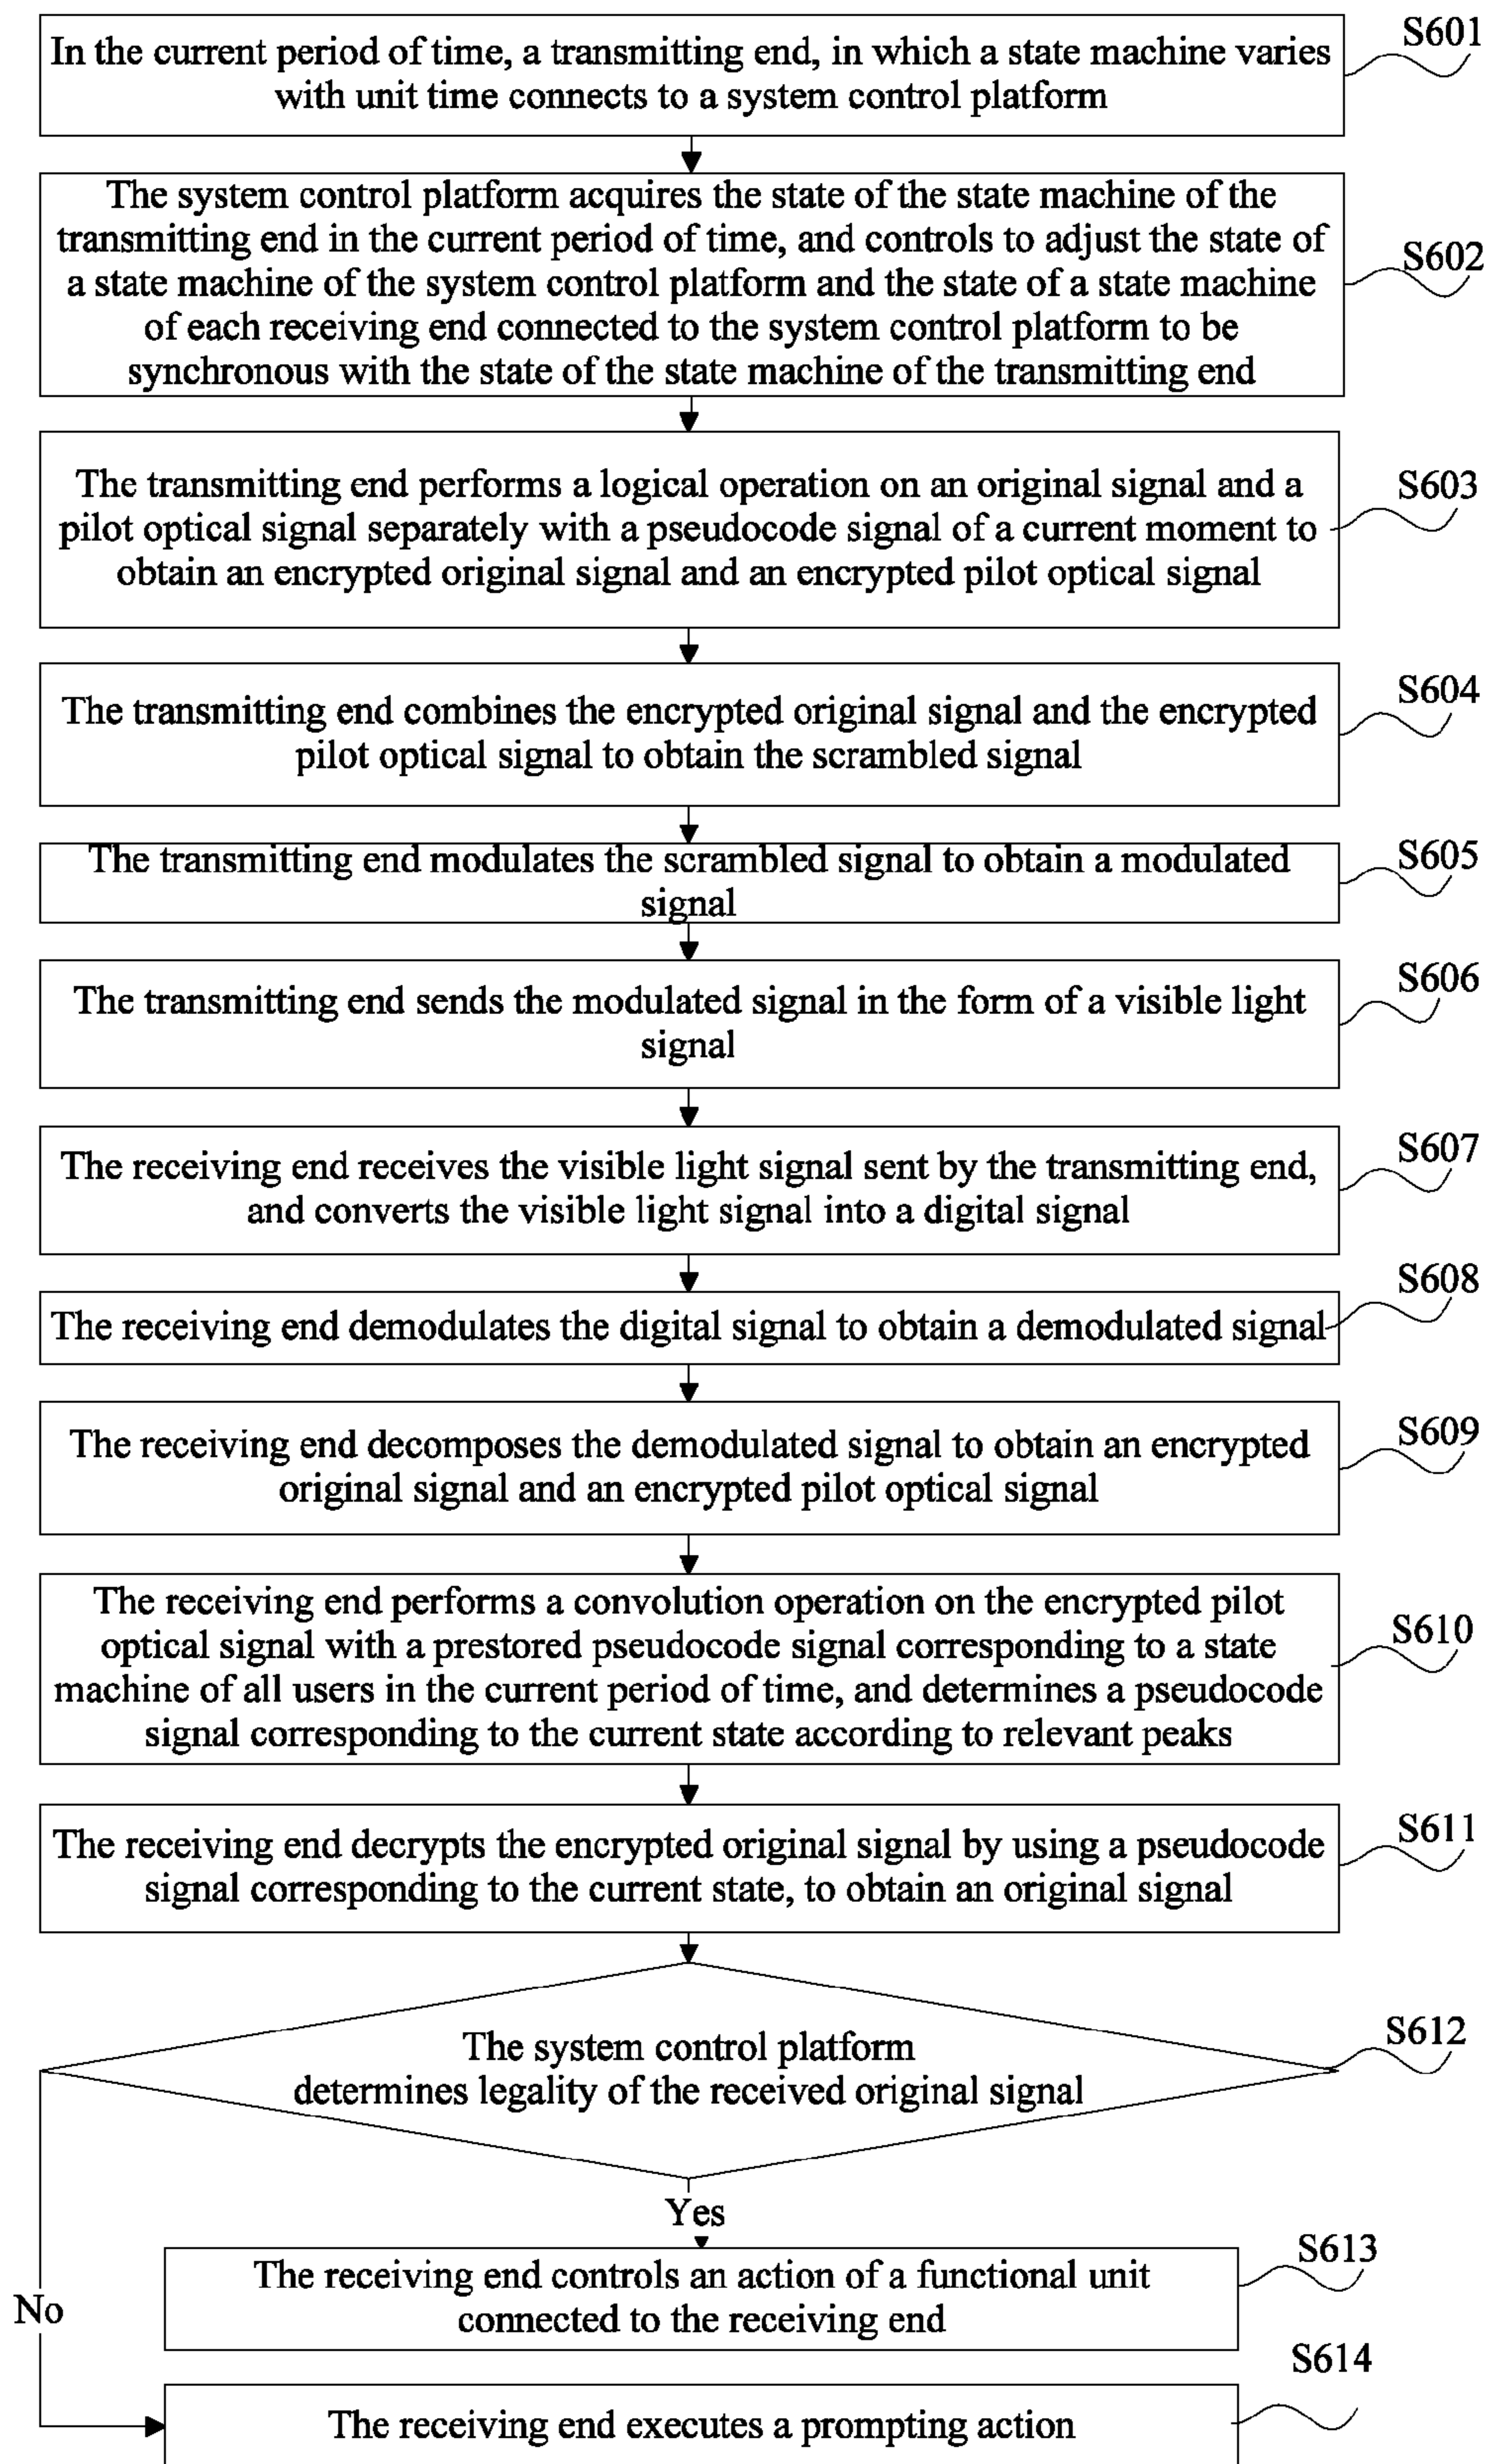 In the current period of time, a transmitting end, in which a state machine varies
with unit time connects to a system control platform
S601
The system control platform acquires the state of the state machine of the
transmitting end in the current period of time, and controls to adjust the state of
a state machine of the system control platform and the state of a state machine
of each receiving end connected to the system control platform to be
synchronous with the state of the state machine of the transmitting end
S602
The transmitting end performs a logical operation on an original signal and a
pilot optical signal separately with a pseudocode signal of a current moment to
obtain an encrypted original signal and an encrypted pilot optical signal
S603
The transmitting end combines the encrypted original signal and the encrypted
pilot optical signal to obtain the scrambled signal
S604
The transmitting end modulates the scrambled signal to obtain a modulated
signal
S605
The transmitting end sends the modulated signal in the form of a visible light
signal
S606
The receiving end receives the visible light signal sent by the transmitting end,
and converts the visible light signal into a digital signal
S607
The receiving end demodulates the digital signal to obtain a demodulated signal
S608
The receiving end decomposes the demodulated signal to obtain an encrypted
original signal and an encrypted pilot optical signal
S609
The receiving end performs a convolution operation on the encrypted pilot
optical signal with a prestored pseudocode signal corresponding to a state
machine of all users in the current period of time, and determines a pseudocode
signal corresponding to the current state according to relevant peaks
S610
The receiving end decrypts the encrypted original signal by using a pseudocode
signal corresponding to the current state, to obtain an original signal
S611
The system control platform
determines legality of the received original signal
S612
Yes
The receiving end controls an action of a functional unit
connected to the receiving end
S613
No
The receiving end executes a prompting action
S614